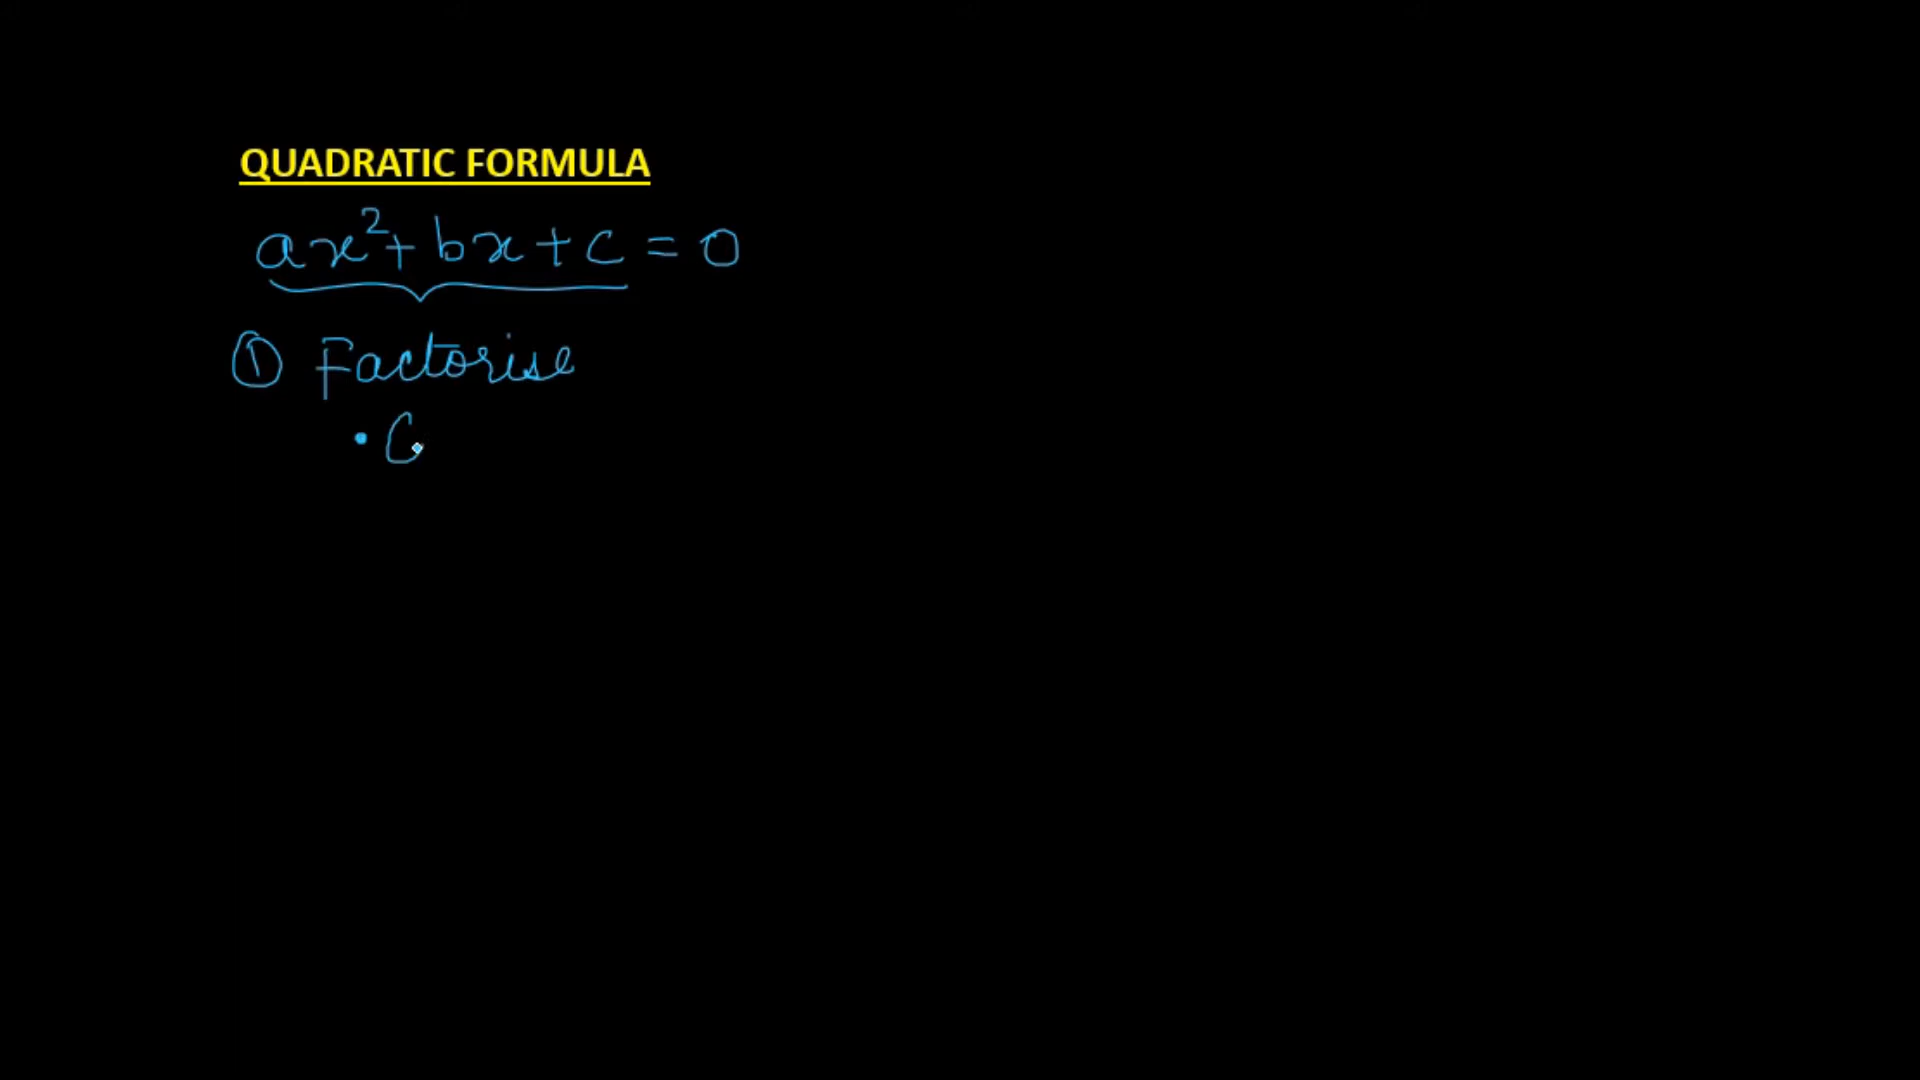 QUADRATIC FORMULA
ax²+bx+c=0
① Factorise
• C